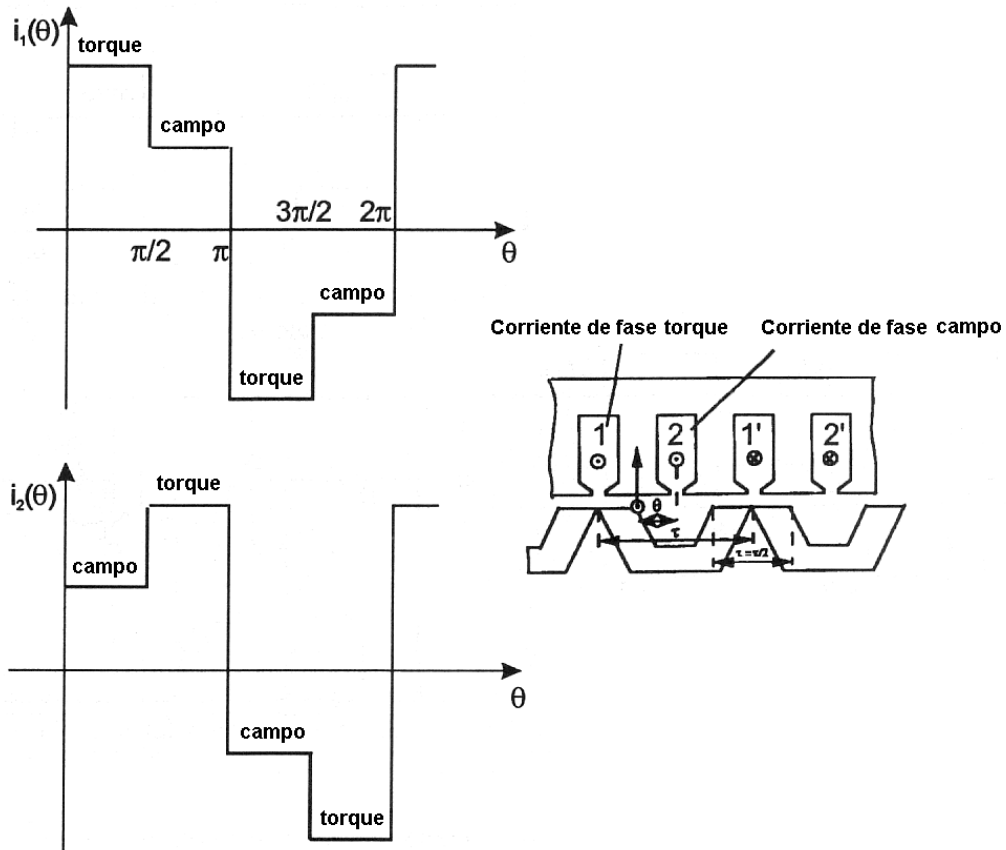 i₁(θ)
torque
campo
π/2
π
3π/2
2π
θ
torque
campo
Corriente de fase torque
Corriente de fase campo
1
2
1'
2'
θ
τ
τ=π/2
i₂(θ)
campo
torque
θ
campo
torque